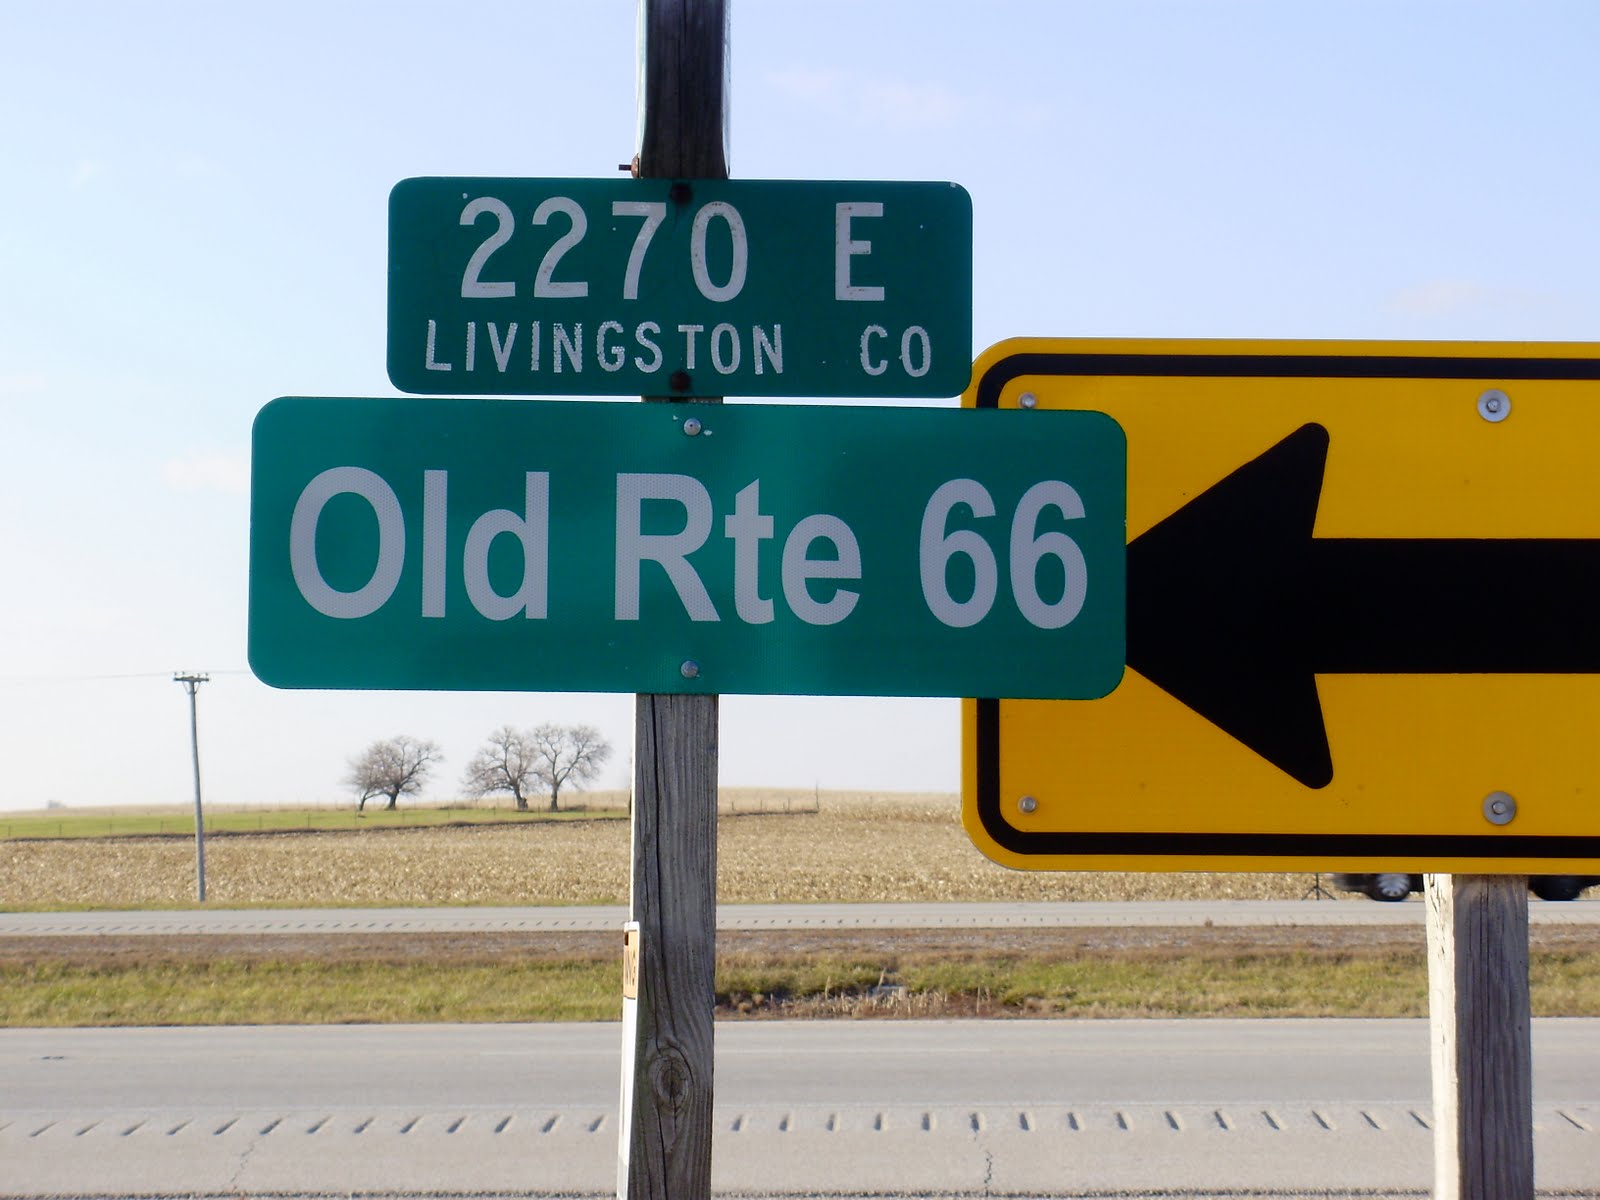 2270 E
LIVINGSTON CO
Old Rte 66